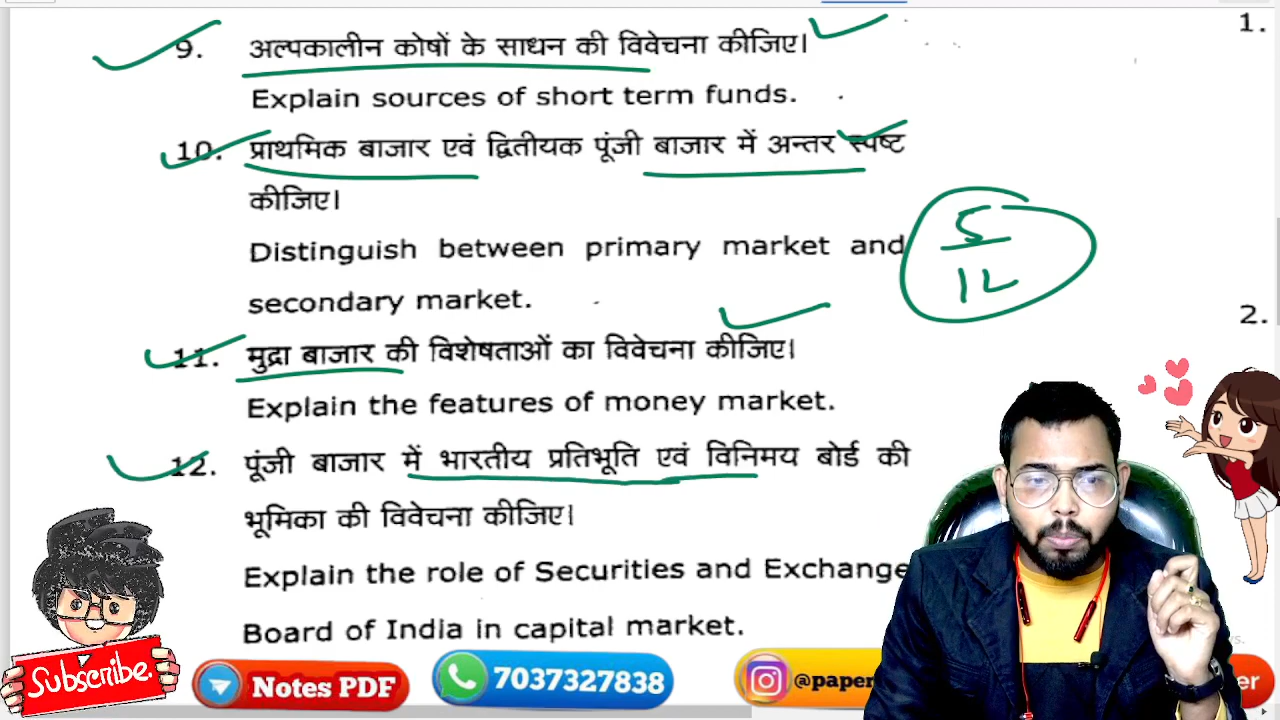 9. अल्पकालीन कोषों के साधन की विवेचना कीजिए।
Explain sources of short term funds.
10. प्राथमिक बाजार एवं द्वितीयक पूंजी बाजार में अन्तर स्पष्ट
कीजिए।
Distinguish between primary market and
secondary market.
11. मुद्रा बाजार की विशेषताओं का विवेचना कीजिए।
Explain the features of money market.
12. पूंजी बाजार में भारतीय प्रतिभूति एवं विनिमय बोर्ड की
भूमिका की विवेचना कीजिए।
Explain the role of Securities and Exchange
Board of India in capital market.
1.
2.
5
12
Subscribe.
Notes PDF
7037327838
@paper
er